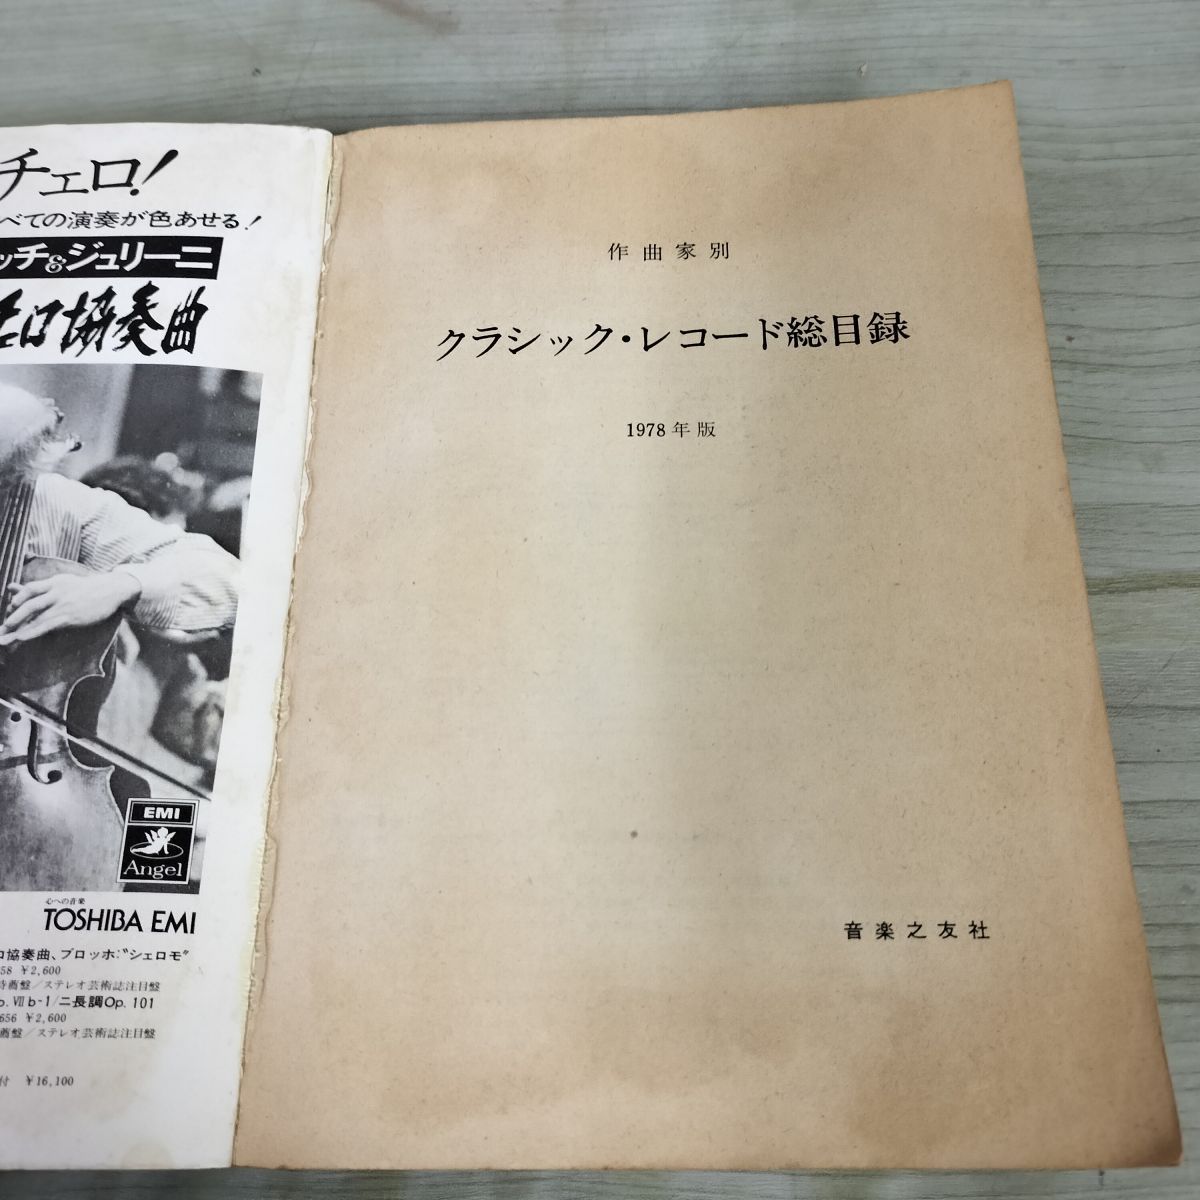 チェロ!
べての演奏が色あせる!
ッチ&ジュリーニ
ェロ協奏曲
EMI
Angel
心への音楽
TOSHIBA EMI
ロ協奏曲、ブロッホ:〝シェロモ〟
58 ¥2,600
特薦盤/ステレオ芸術誌注目盤
b. Ⅶ b-1/ニ長調Op. 101
656 ¥2,600
薦盤/ステレオ芸術誌注目盤
付 ¥16,100
作曲家別
クラシック・レコード総目録
1978年版
音楽之友社